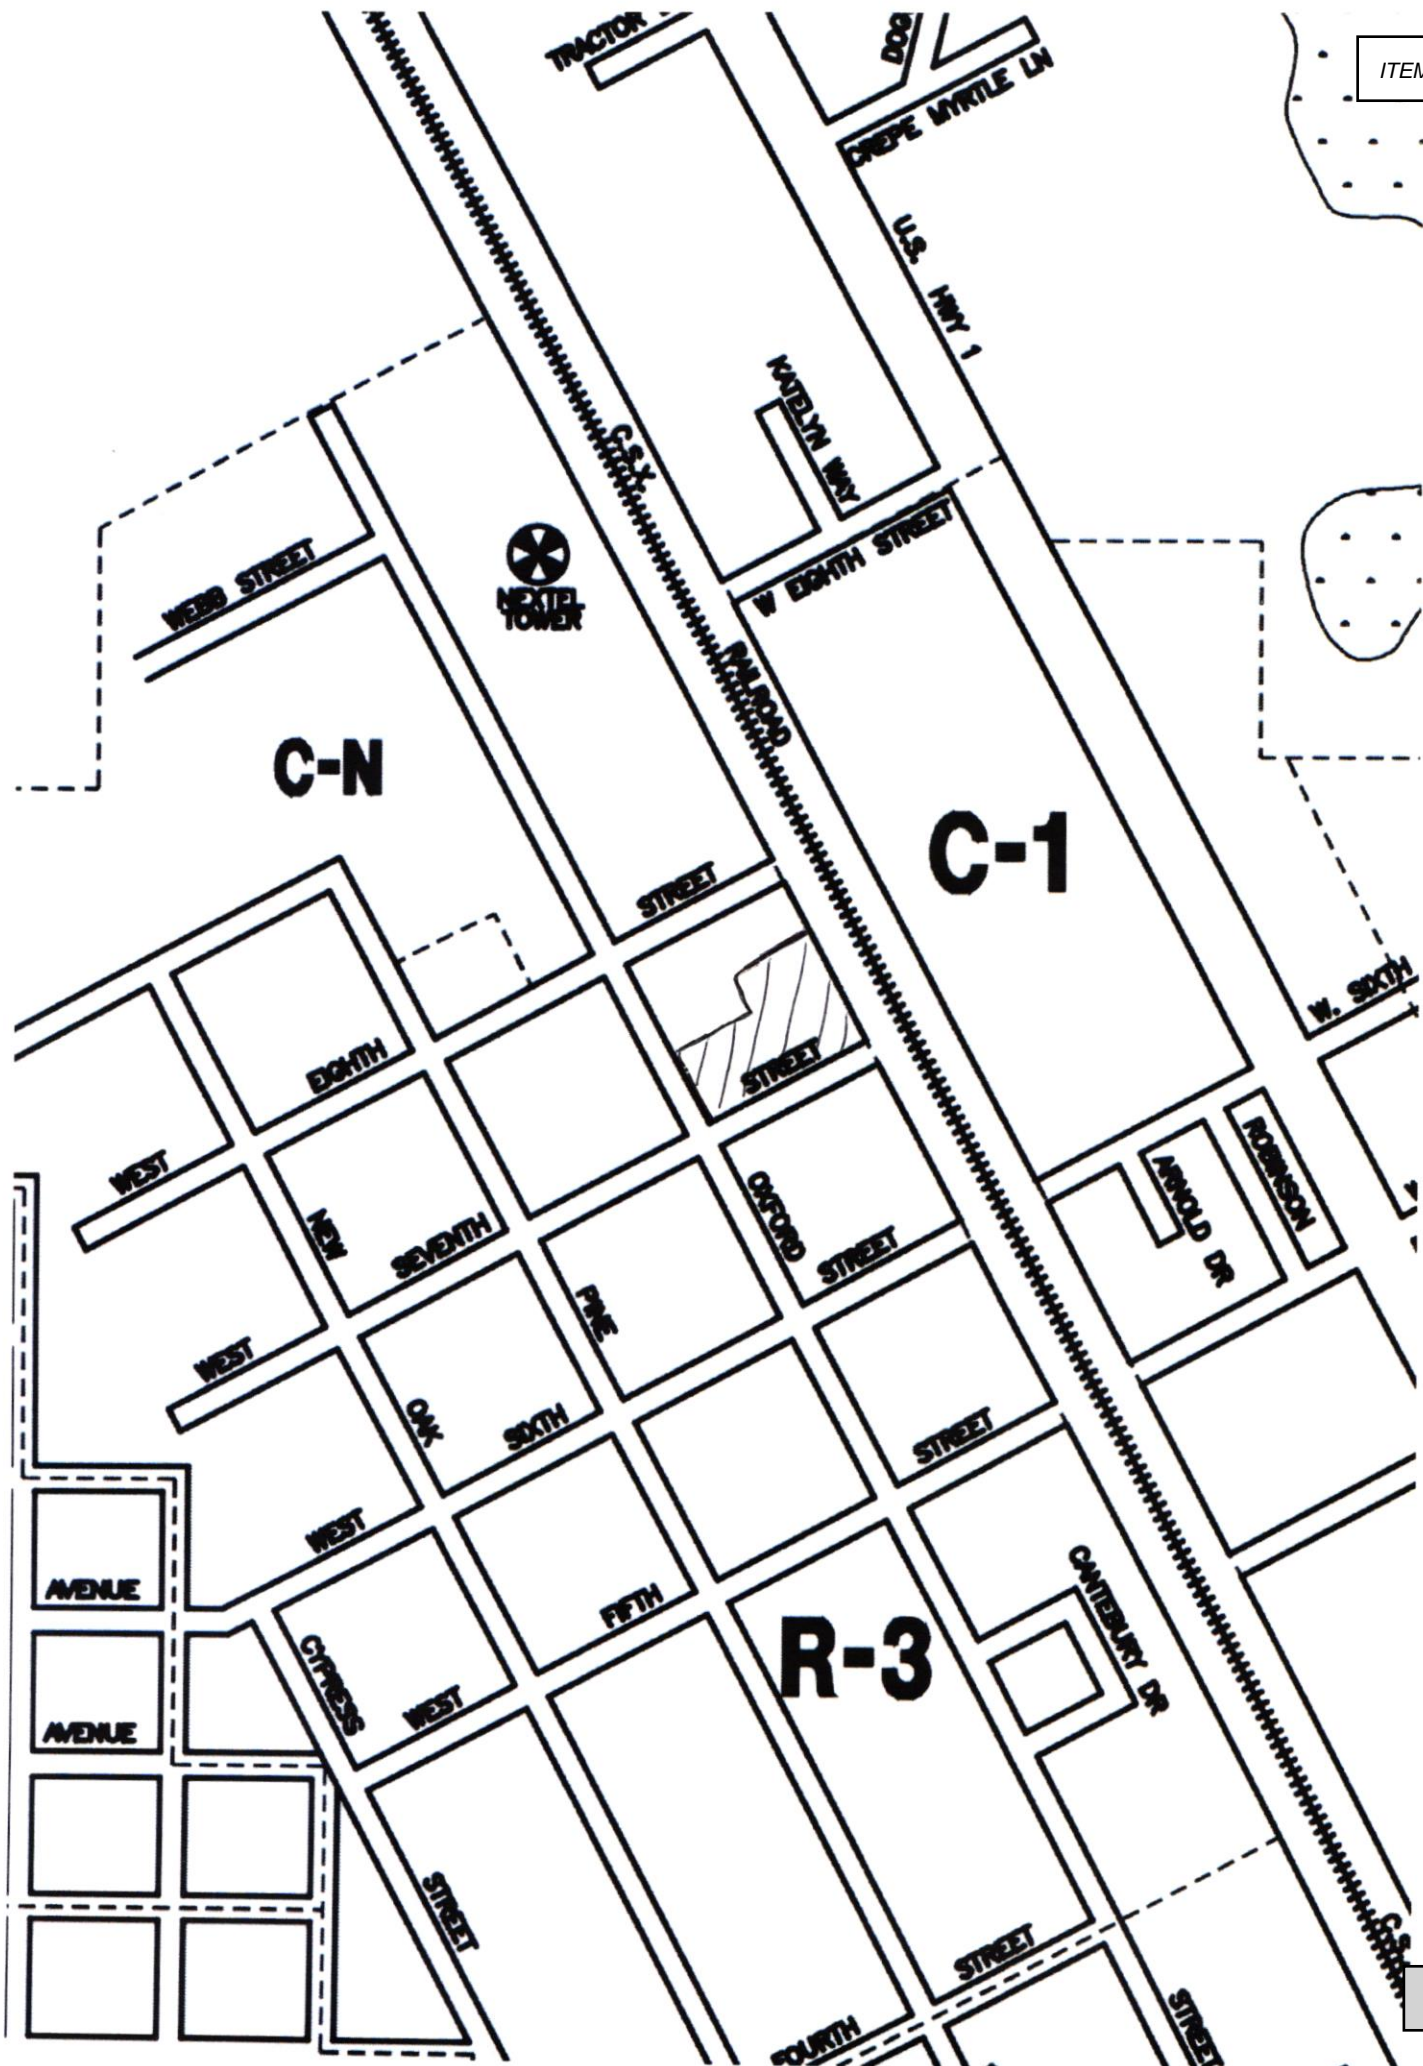 TRACTOR
DOG
ITEM
CREPE MYRTLE LN
U.S. HWY 1
KATELYN WAY
C-S-X
W EIGHTH STREET
WEBB STREET
NEXTEL
TOWER
RAILROAD
C-N
C-1
STREET
W. SIXTH
STREET
EIGHTH
WEST
ROBINSON
ARNOLD DR
OXFORD
NEW
SEVENTH
STREET
PINE
WEST
OAK
SIXTH
STREET
WEST
AVENUE
FIFTH
CANTEBURY DR
R-3
CYPRESS
WEST
AVENUE
STREET
STREET
STREET
FOURTH